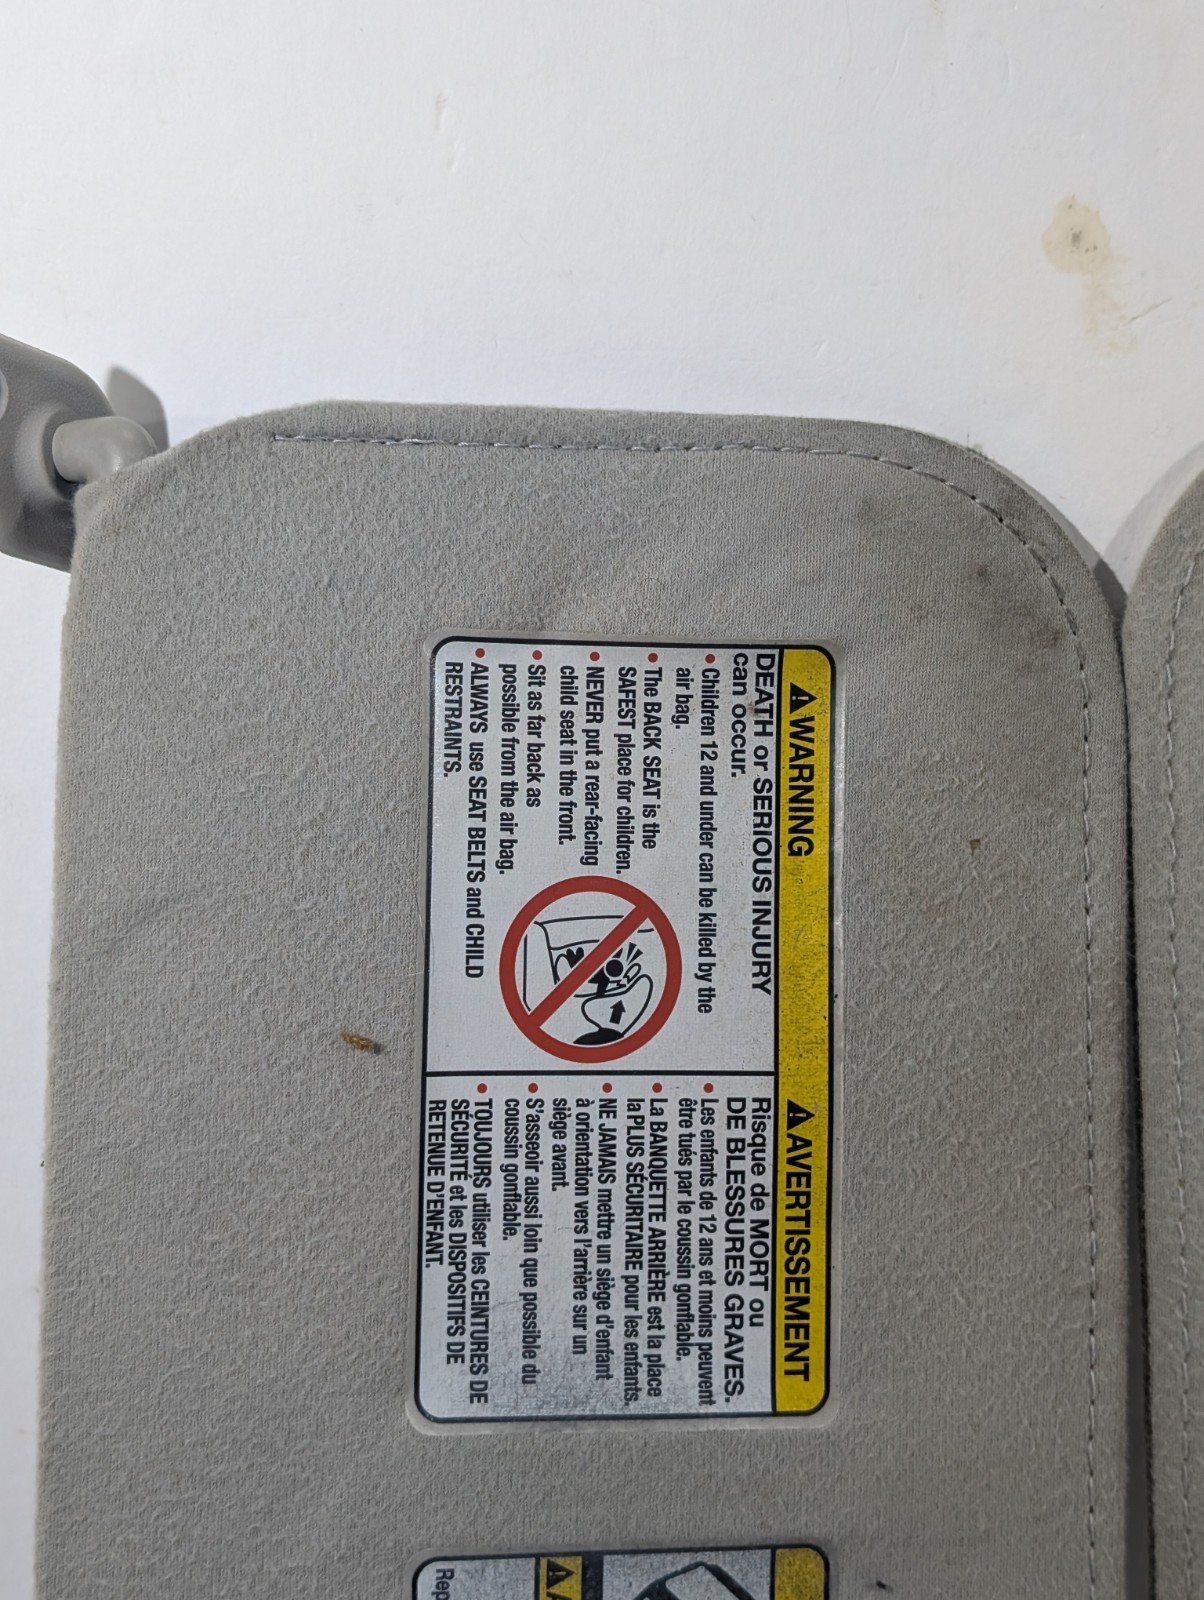 WARNING
DEATH or SERIOUS INJURY
can occur.
• Children 12 and under can be killed by the
air bag.
• The BACK SEAT is the
SAFEST place for children.
• NEVER put a rear-facing
child seat in the front.
• Sit as far back as
possible from the air bag.
• ALWAYS use SEAT BELTS and CHILD
RESTRAINTS.
AVERTISSEMENT
Risque de MORT ou
DE BLESSURES GRAVES.
• Les enfants de 12 ans et moins peuvent
être tués par le coussin gonflable.
• La BANQUETTE ARRIÈRE est la place
la PLUS SÉCURITAIRE pour les enfants.
• NE JAMAIS mettre un siège d'enfant
à orientation vers l'arrière sur un
siège avant.
• S'asseoir aussi loin que possible du
coussin gonflable.
• TOUJOURS utiliser les CEINTURES DE
SÉCURITÉ et les DISPOSITIFS DE
RETENUE D'ENFANT.